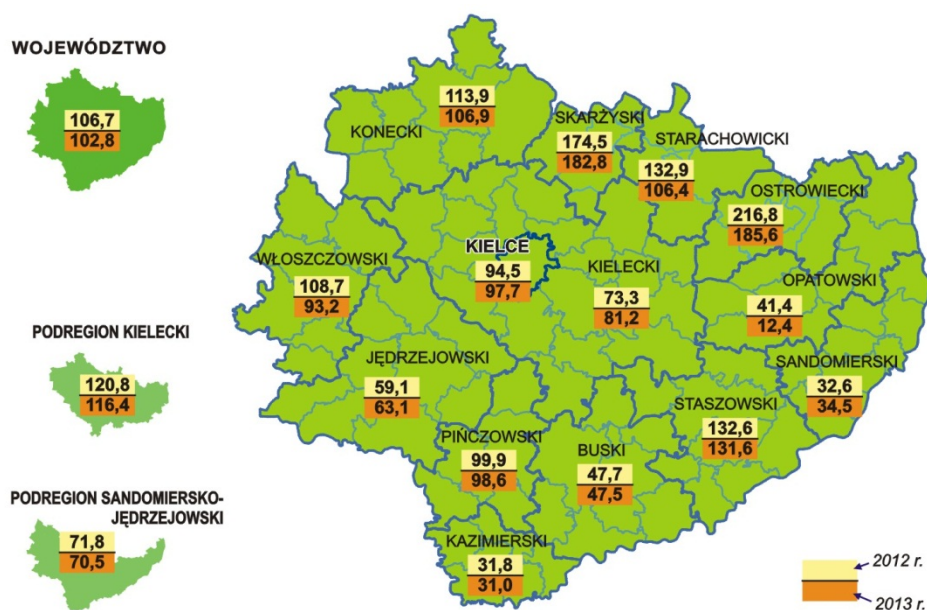 WOJEWÓDZTWO
106,7
102,8
PODREGION KIELECKI
120,8
116,4
PODREGION SANDOMIERSKO-
JĘDRZEJOWSKI
71,8
70,5
KONECKI
113,9
106,9
SKARŻYSKI
174,5
182,8
STARACHOWICKI
132,9
106,4
OSTROWIECKI
216,8
185,6
WŁOSZCZOWSKI
108,7
93,2
KIELCE
94,5
97,7
KIELECKI
73,3
81,2
OPATOWSKI
41,4
12,4
JĘDRZEJOWSKI
59,1
63,1
SANDOMIERSKI
32,6
34,5
STASZOWSKI
132,6
131,6
PIŃCZOWSKI
99,9
98,6
BUSKI
47,7
47,5
KAZIMIERSKI
31,8
31,0
2012 r.
2013 r.